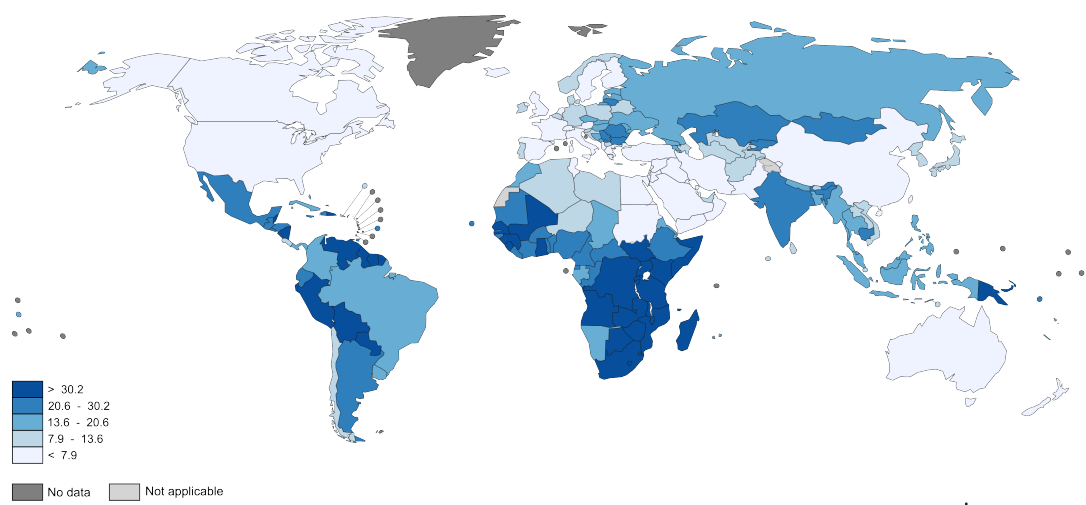 > 30.2
20.6 - 30.2
13.6 - 20.6
7.9 - 13.6
< 7.9
No data
Not applicable